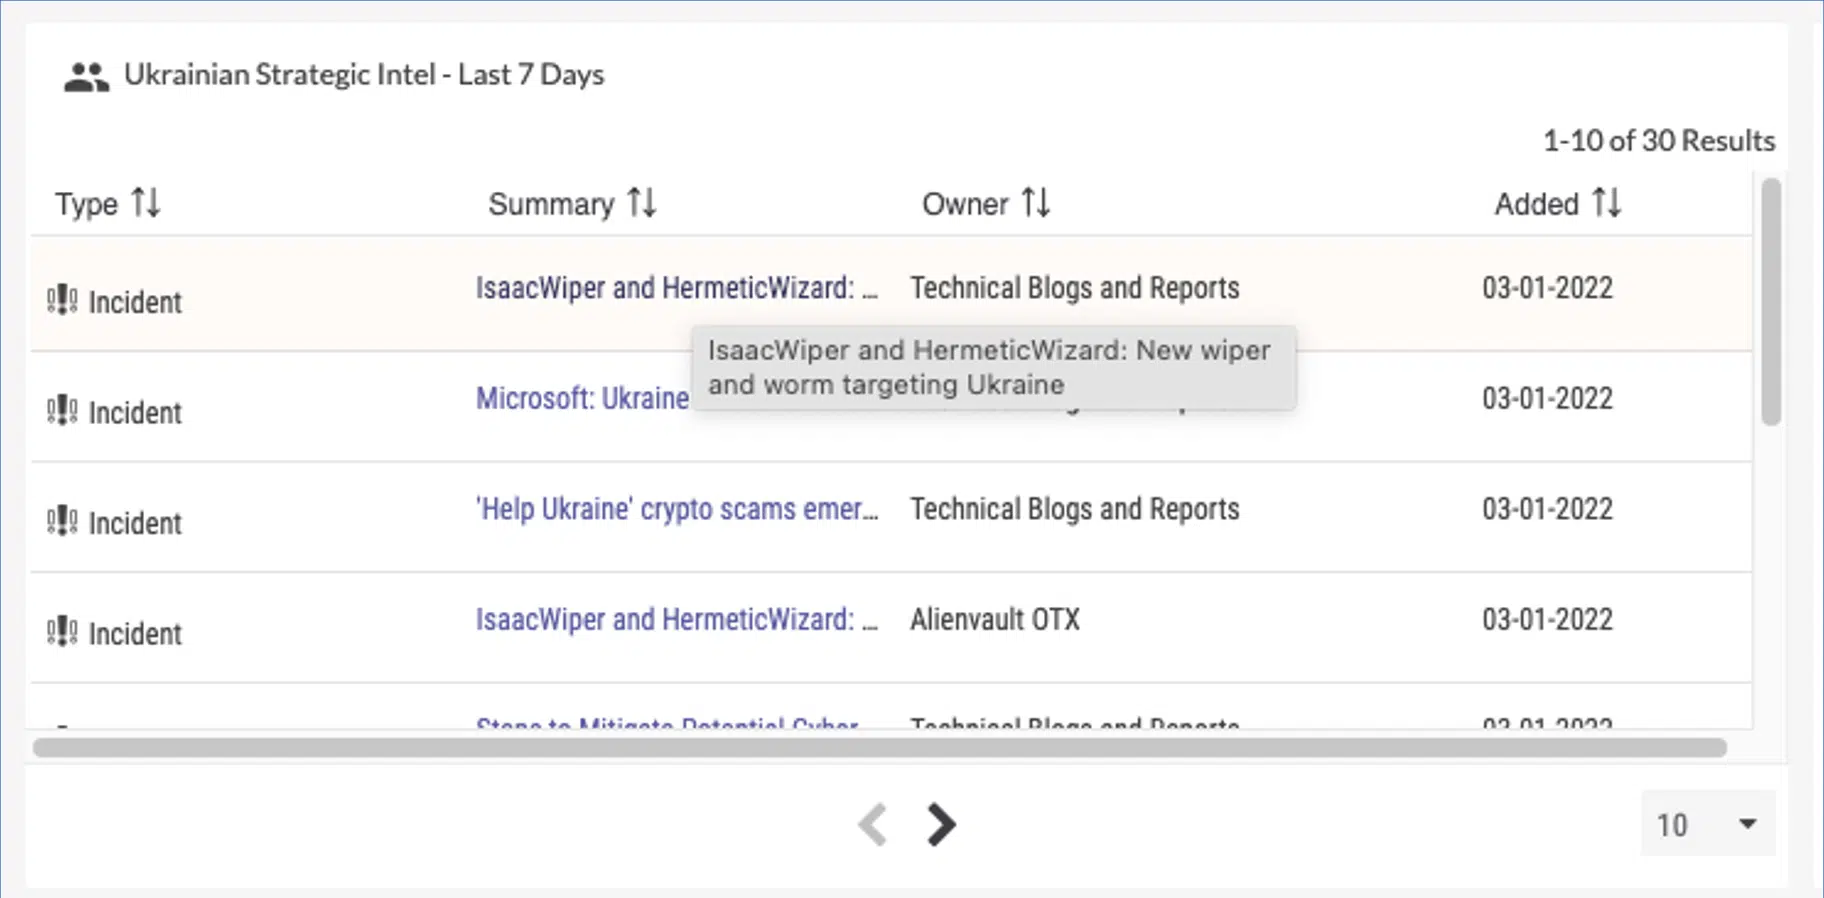 Ukrainian Strategic Intel - Last 7 Days
1-10 of 30 Results
Type Summary Owner Added
Incident IsaacWiper and HermeticWizard: ... Technical Blogs and Reports 03-01-2022
IsaacWiper and HermeticWizard: New wiper
and worm targeting Ukraine
Incident Microsoft: Ukraine 03-01-2022
Incident 'Help Ukraine' crypto scams emer... Technical Blogs and Reports 03-01-2022
Incident IsaacWiper and HermeticWizard: ... Alienvault OTX 03-01-2022
Steps to Mitigate Potential Cyber Technical Blogs and Reports 03-01-2022
10